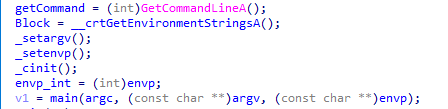 getCommand = (int)GetCommandLineA();
Block = __crtGetEnvironmentStringsA();
_setargv();
_setenvp();
_cinit();
envp_int = (int)envp;
v1 = main(argc, (const char **)argv, (const char **)envp);